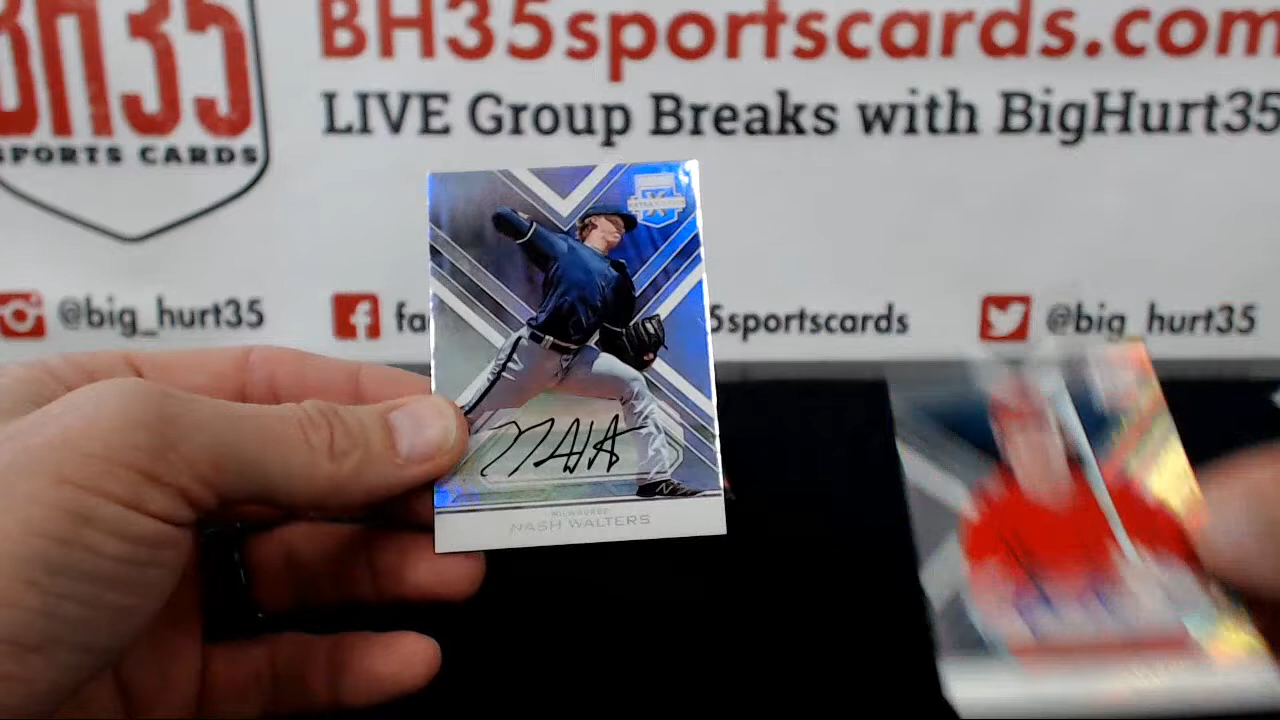 BH35
SPORTS CARDS
BH35sportscards.com
LIVE Group Breaks with BigHurt35
@big_hurt35
fa
5sportscards
@big_hurt35
MILWAUKEE
NASH WALTERS